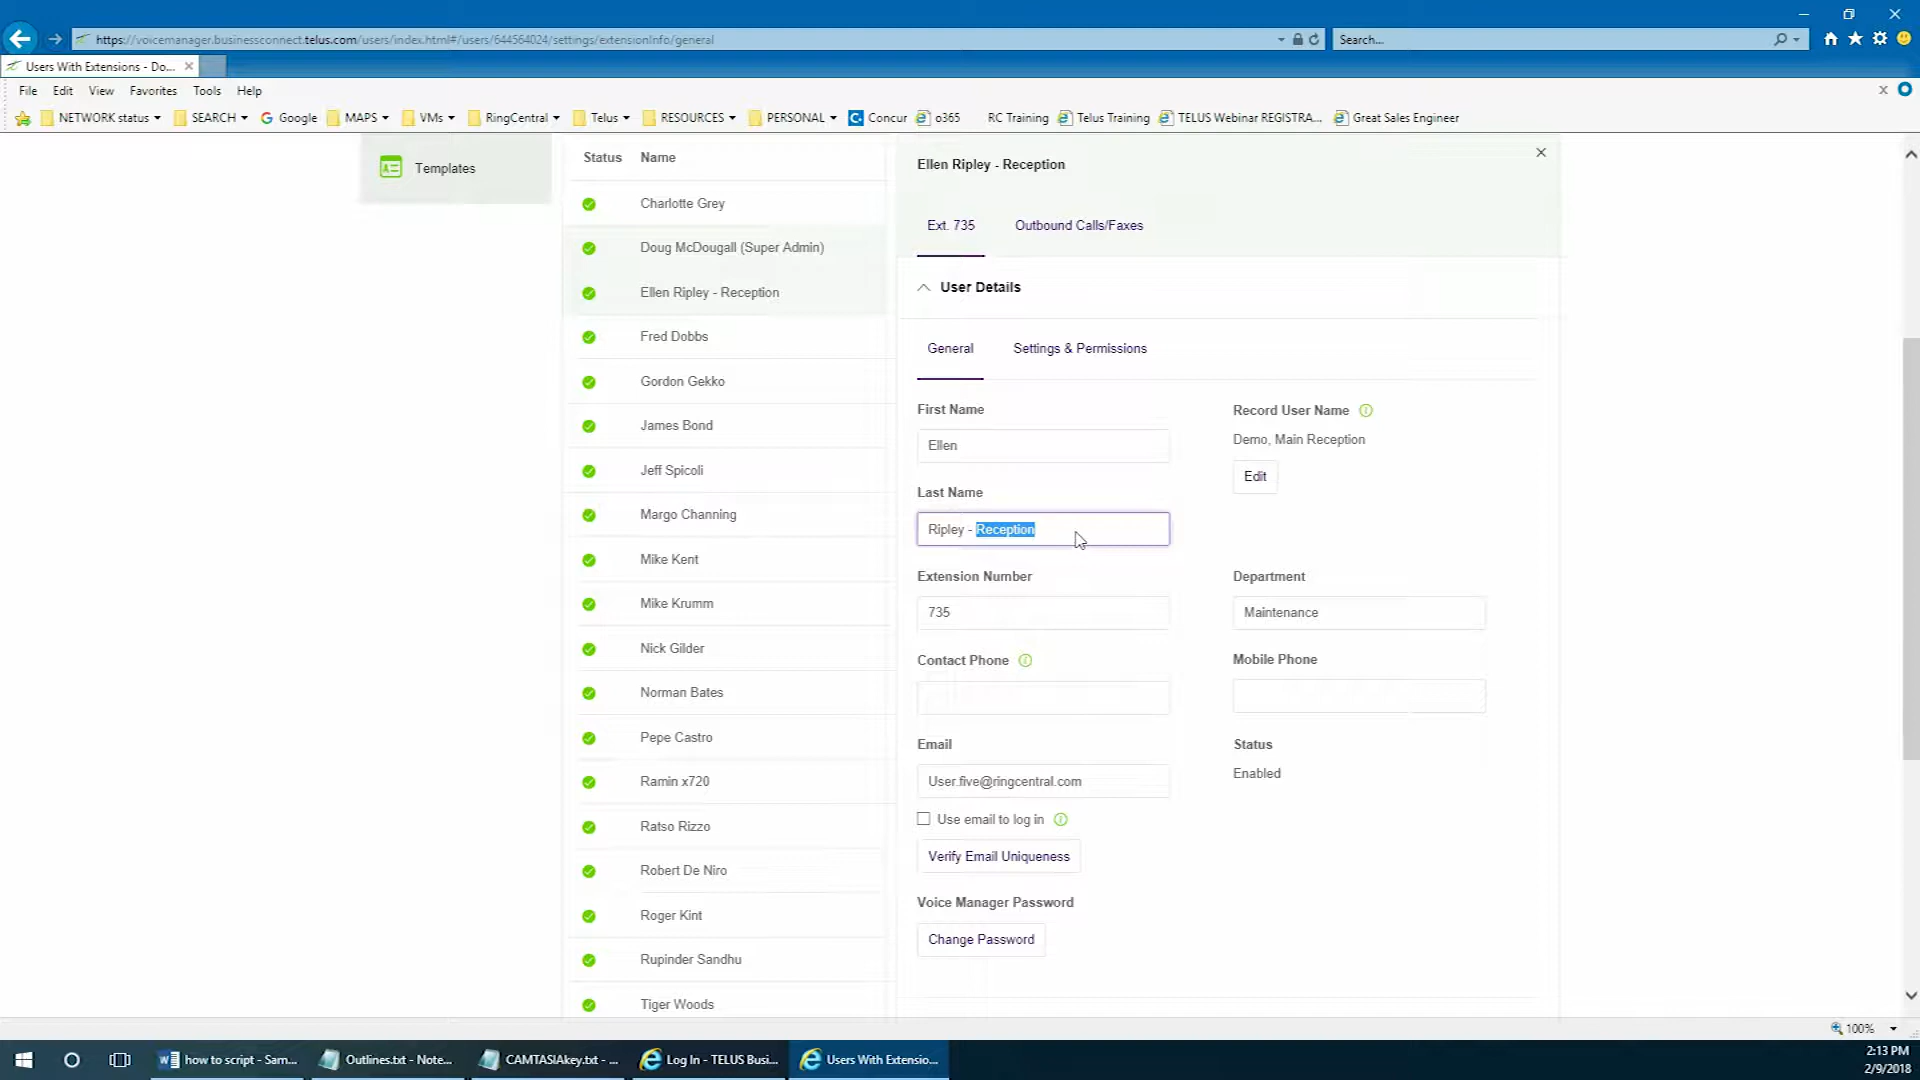 https://voicemanager.businessconnect.telus.com/users/index.html#/users/644564024/settings/extensionInfo/general
Search...
Users With Extensions - Do...
File Edit View Favorites Tools Help
NETWORK status SEARCH Google MAPS VMs RingCentral Telus RESOURCES PERSONAL Concur o365 RC Training Telus Training TELUS Webinar REGISTRA... Great Sales Engineer
Templates
Status Name
Charlotte Grey
Doug McDougall (Super Admin)
Ellen Ripley - Reception
Fred Dobbs
Gordon Gekko
James Bond
Jeff Spicoli
Margo Channing
Mike Kent
Mike Krumm
Nick Gilder
Norman Bates
Pepe Castro
Ramin x720
Ratso Rizzo
Robert De Niro
Roger Kint
Rupinder Sandhu
Tiger Woods
Ellen Ripley - Reception
Ext. 735 Outbound Calls/Faxes
User Details
General Settings & Permissions
First Name
Ellen
Record User Name
Demo, Main Reception
Edit
Last Name
Ripley - Reception
Extension Number
735
Department
Maintenance
Contact Phone
Mobile Phone
Email
User.five@ringcentral.com
Status
Enabled
Use email to log in
Verify Email Uniqueness
Voice Manager Password
Change Password
100%
how to script - Sam... Outlines.txt - Note... CAMTASIAkey.txt - ... Log In - TELUS Busi... Users With Extensio...
2:13 PM
2/9/2018